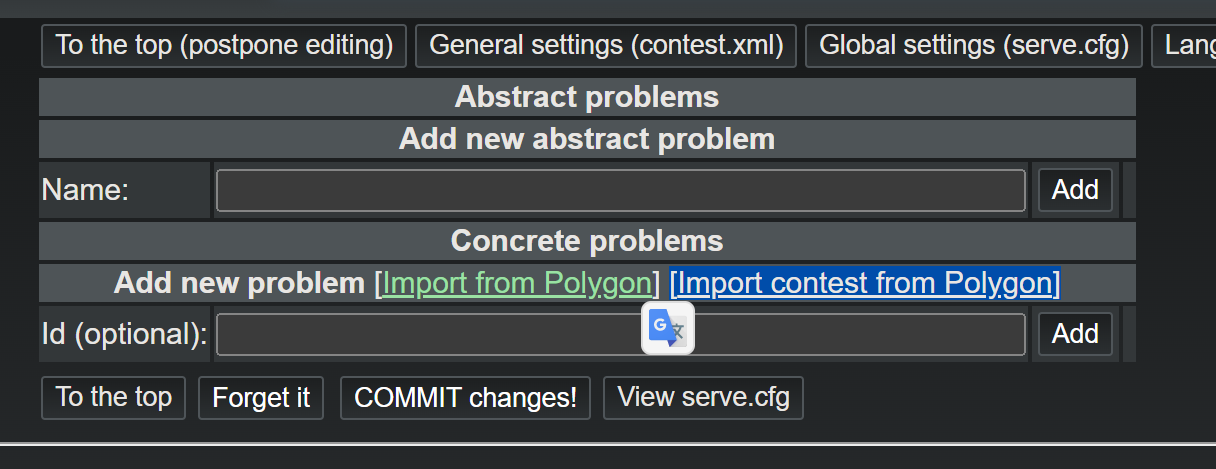 To the top (postpone editing) General settings (contest.xml) Global settings (serve.cfg) Lang
Abstract problems
Add new abstract problem
Name: Add
Concrete problems
Add new problem [Import from Polygon] [Import contest from Polygon]
Id (optional): G 文 Add
To the top Forget it COMMIT changes! View serve.cfg